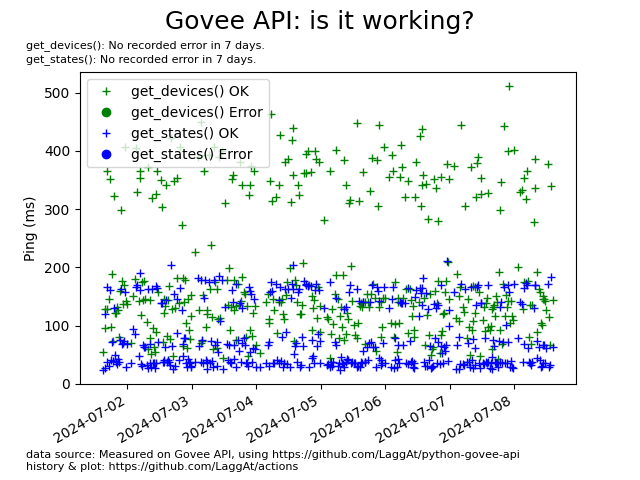 Govee API: is it working?
get_devices(): No recorded error in 7 days.
get_states(): No recorded error in 7 days.
get_devices() OK
get_devices() Error
get_states() OK
get_states() Error
Ping (ms)
500
400
300
200
100
0
2024-07-02
2024-07-03
2024-07-04
2024-07-05
2024-07-06
2024-07-07
2024-07-08
data source: Measured on Govee API, using https://github.com/LaggAt/python-govee-api
history & plot: https://github.com/LaggAt/actions